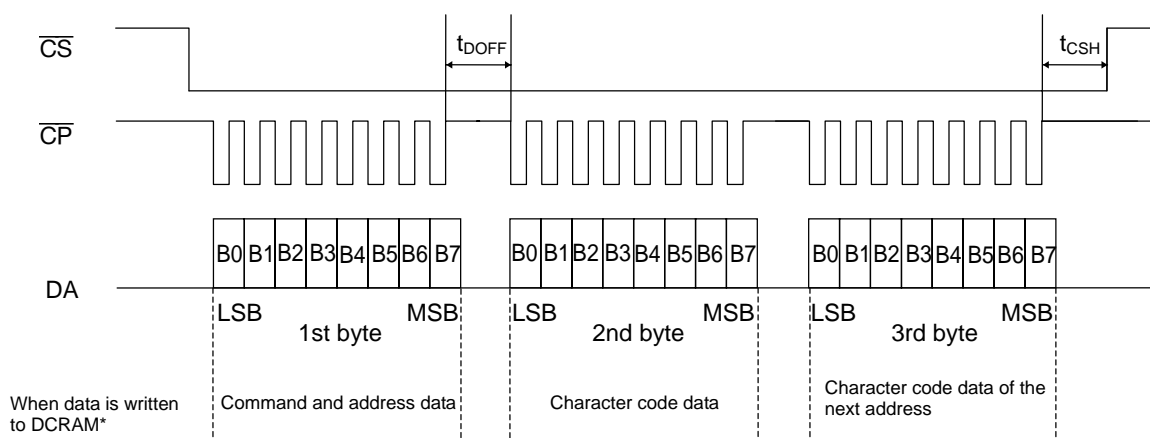 CS
tDOFF
tCSH
CP
DA
B0 B1 B2 B3 B4 B5 B6 B7 B0 B1 B2 B3 B4 B5 B6 B7 B0 B1 B2 B3 B4 B5 B6 B7
LSB MSB LSB MSB LSB MSB
1st byte 2nd byte 3rd byte
When data is written
to DCRAM*
Command and address data
Character code data
Character code data of the
next address